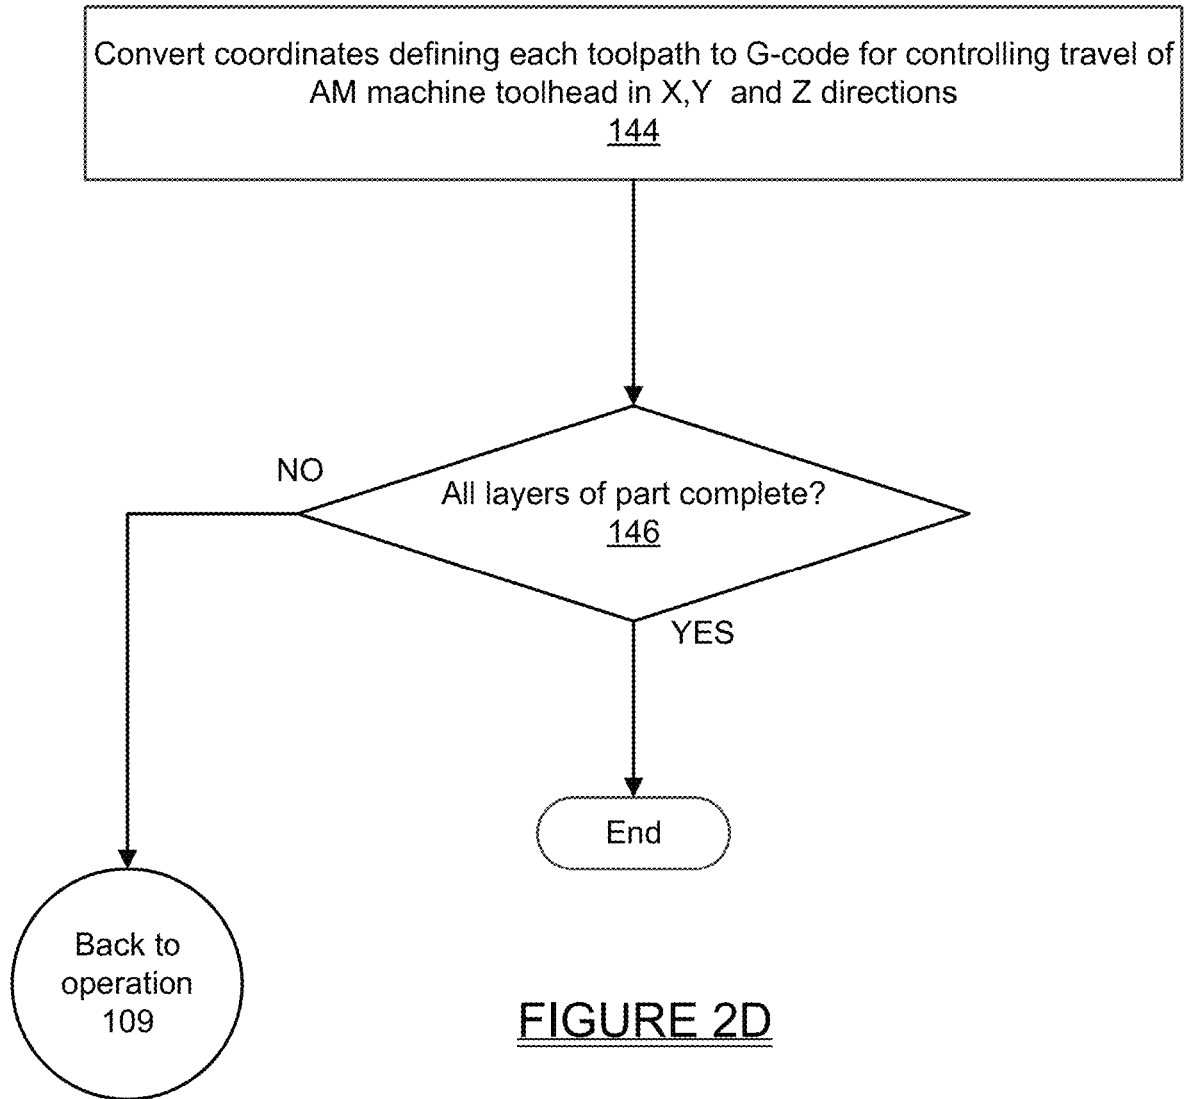 Convert coordinates defining each toolpath to G-code for controlling travel of
AM machine toolhead in X,Y and Z directions
144
NO
All layers of part complete?
146
YES
End
Back to
operation
109
FIGURE 2D